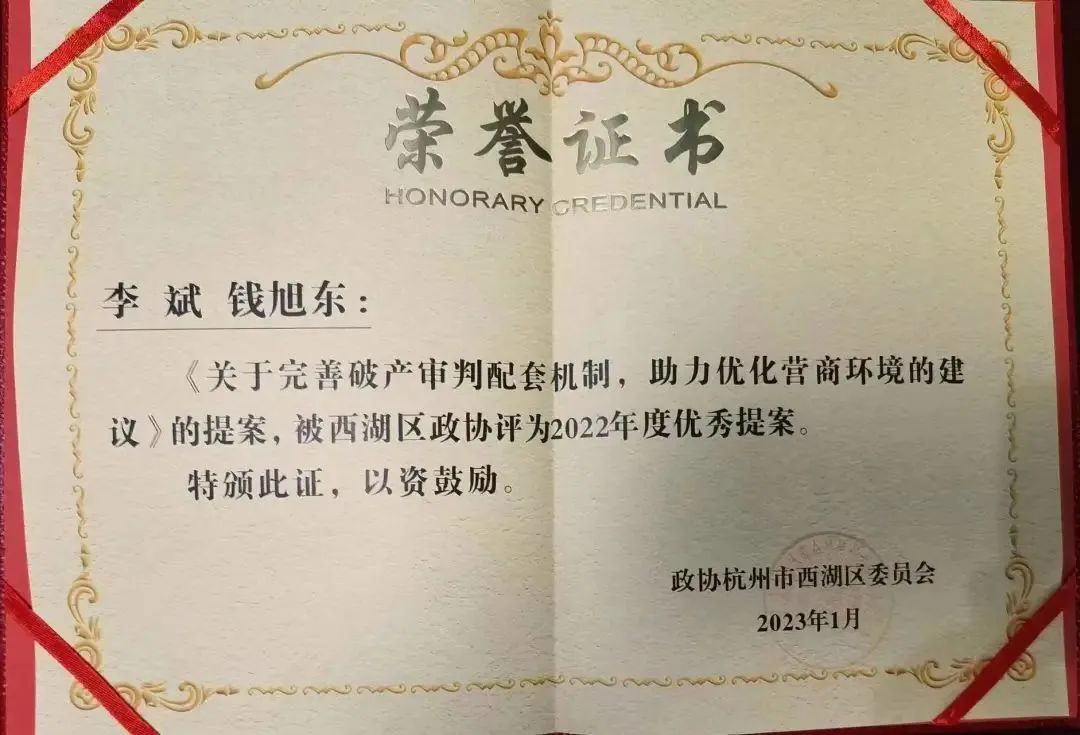 荣誉证书
HONORARY CREDENTIAL
李 斌 钱旭东：
《关于完善破产审判配套机制，助力优化营商环境的建
议》的提案，被西湖区政协评为2022年度优秀提案。
特颁此证，以资鼓励。
政协杭州市西湖区委员会
2023年1月